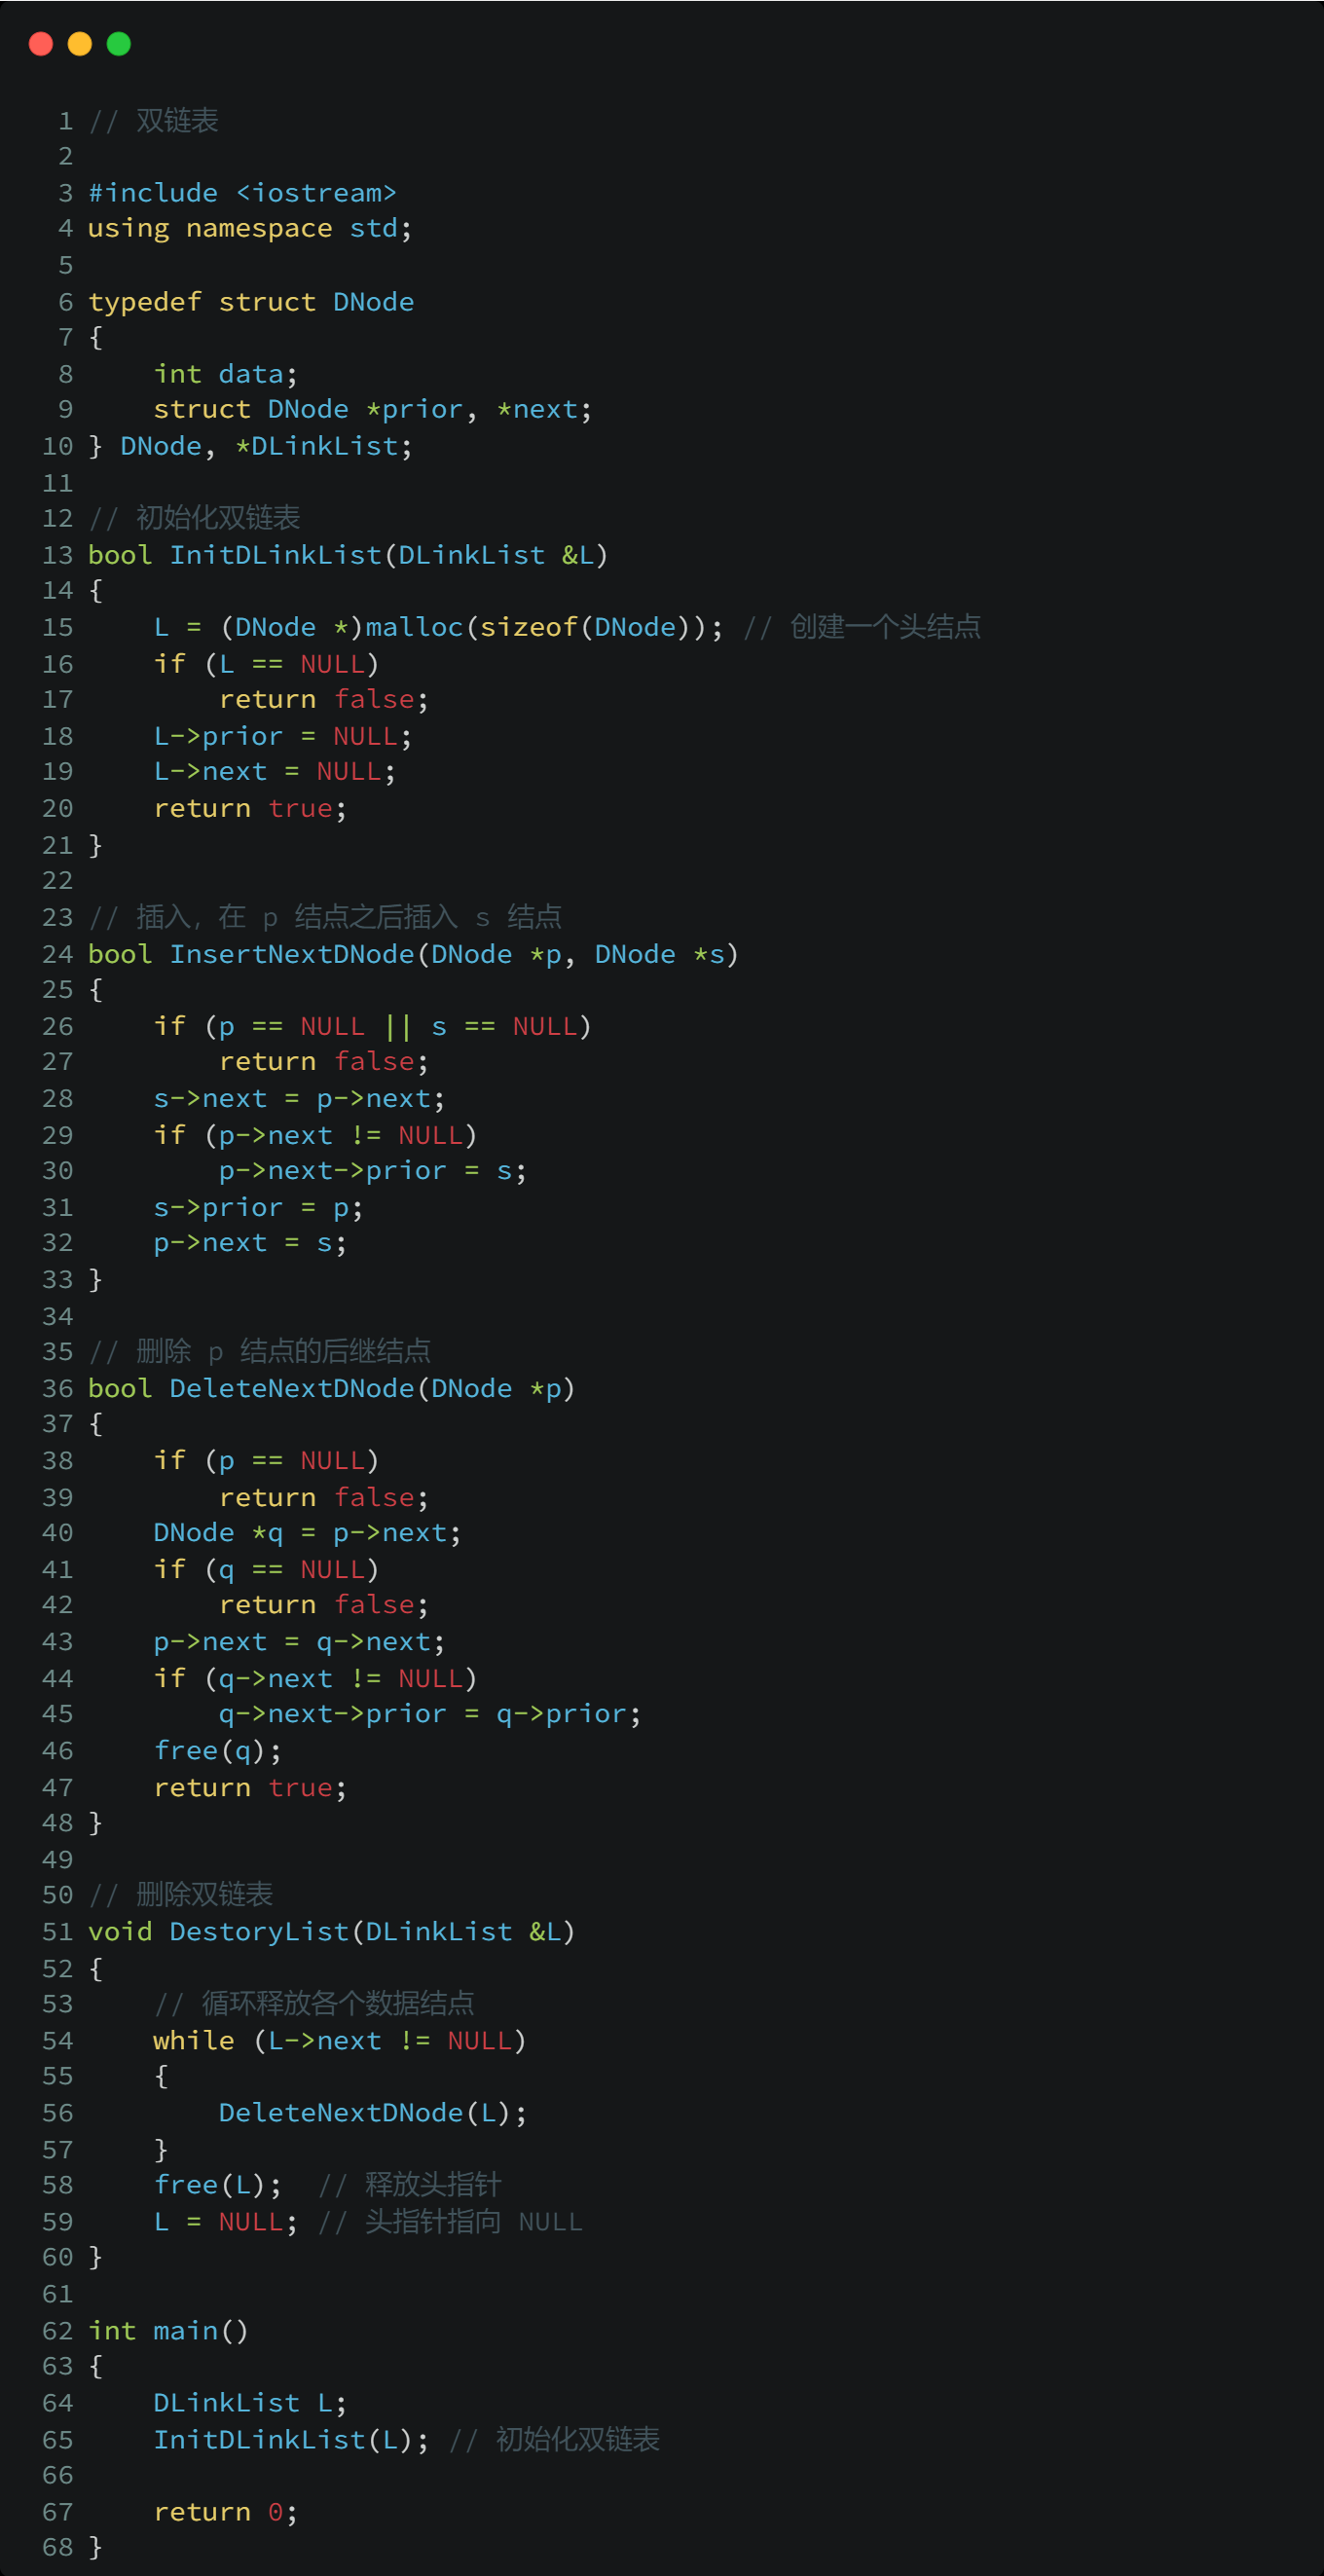 1 // 双链表
2
3 #include <iostream>
4 using namespace std;
5
6 typedef struct DNode
7 {
8     int data;
9     struct DNode *prior, *next;
10 } DNode, *DLinkList;
11
12 // 初始化双链表
13 bool InitDLinkList(DLinkList &L)
14 {
15     L = (DNode *)malloc(sizeof(DNode)); // 创建一个头结点
16     if (L == NULL)
17         return false;
18     L->prior = NULL;
19     L->next = NULL;
20     return true;
21 }
22
23 // 插入, 在 p 结点之后插入 s 结点
24 bool InsertNextDNode(DNode *p, DNode *s)
25 {
26     if (p == NULL || s == NULL)
27         return false;
28     s->next = p->next;
29     if (p->next != NULL)
30         p->next->prior = s;
31     s->prior = p;
32     p->next = s;
33 }
34
35 // 删除 p 结点的后继结点
36 bool DeleteNextDNode(DNode *p)
37 {
38     if (p == NULL)
39         return false;
40     DNode *q = p->next;
41     if (q == NULL)
42         return false;
43     p->next = q->next;
44     if (q->next != NULL)
45         q->next->prior = q->prior;
46     free(q);
47     return true;
48 }
49
50 // 删除双链表
51 void DestoryList(DLinkList &L)
52 {
53     // 循环释放各个数据结点
54     while (L->next != NULL)
55     {
56         DeleteNextDNode(L);
57     }
58     free(L);  // 释放头指针
59     L = NULL; // 头指针指向 NULL
60 }
61
62 int main()
63 {
64     DLinkList L;
65     InitDLinkList(L); // 初始化双链表
66
67     return 0;
68 }